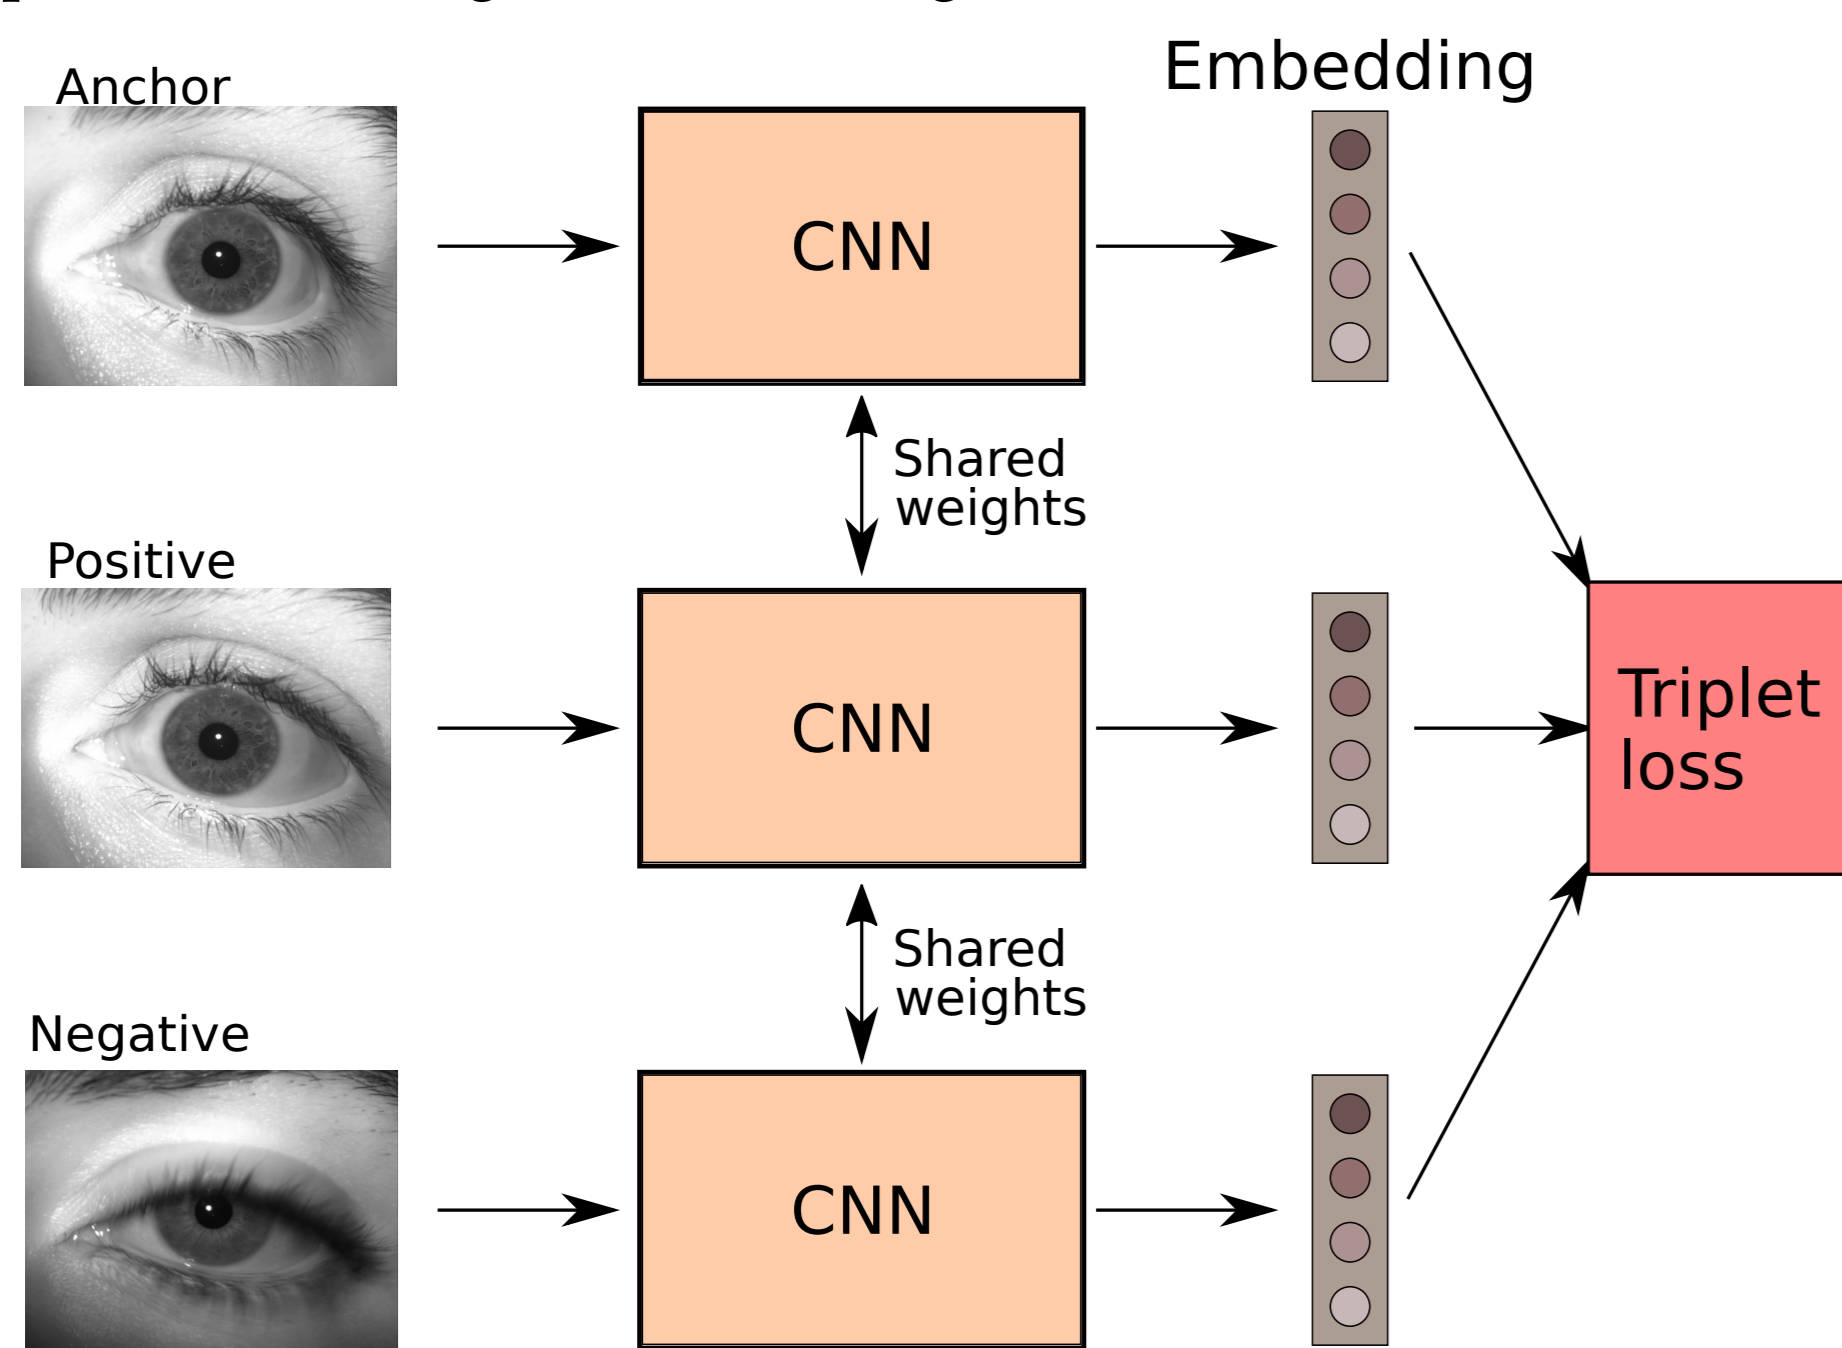 Anchor
Embedding
CNN
Shared
weights
Positive
CNN
Triplet
loss
Shared
weights
Negative
CNN